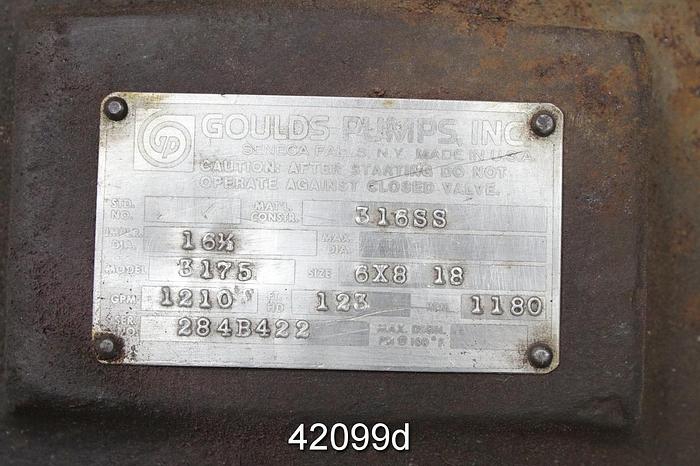 GP GOULDS PUMPS, INC.
SENECA FALLS, N.Y. MADE IN U.S.A.
CAUTION: AFTER STARTING DO NOT
OPERATE AGAINST CLOSED VALVE.
STD. NO. MAT'L. CONSTR. 316SS
IMPLR. DIA. 16½ MAX. DIA.
MODEL 3175 SIZE 6X8 18
GPM 1210 FT. HD 123 RPM 1180
SER. NO. 284B422 MAX. DSGN. PSI @ 100° F.
42099d